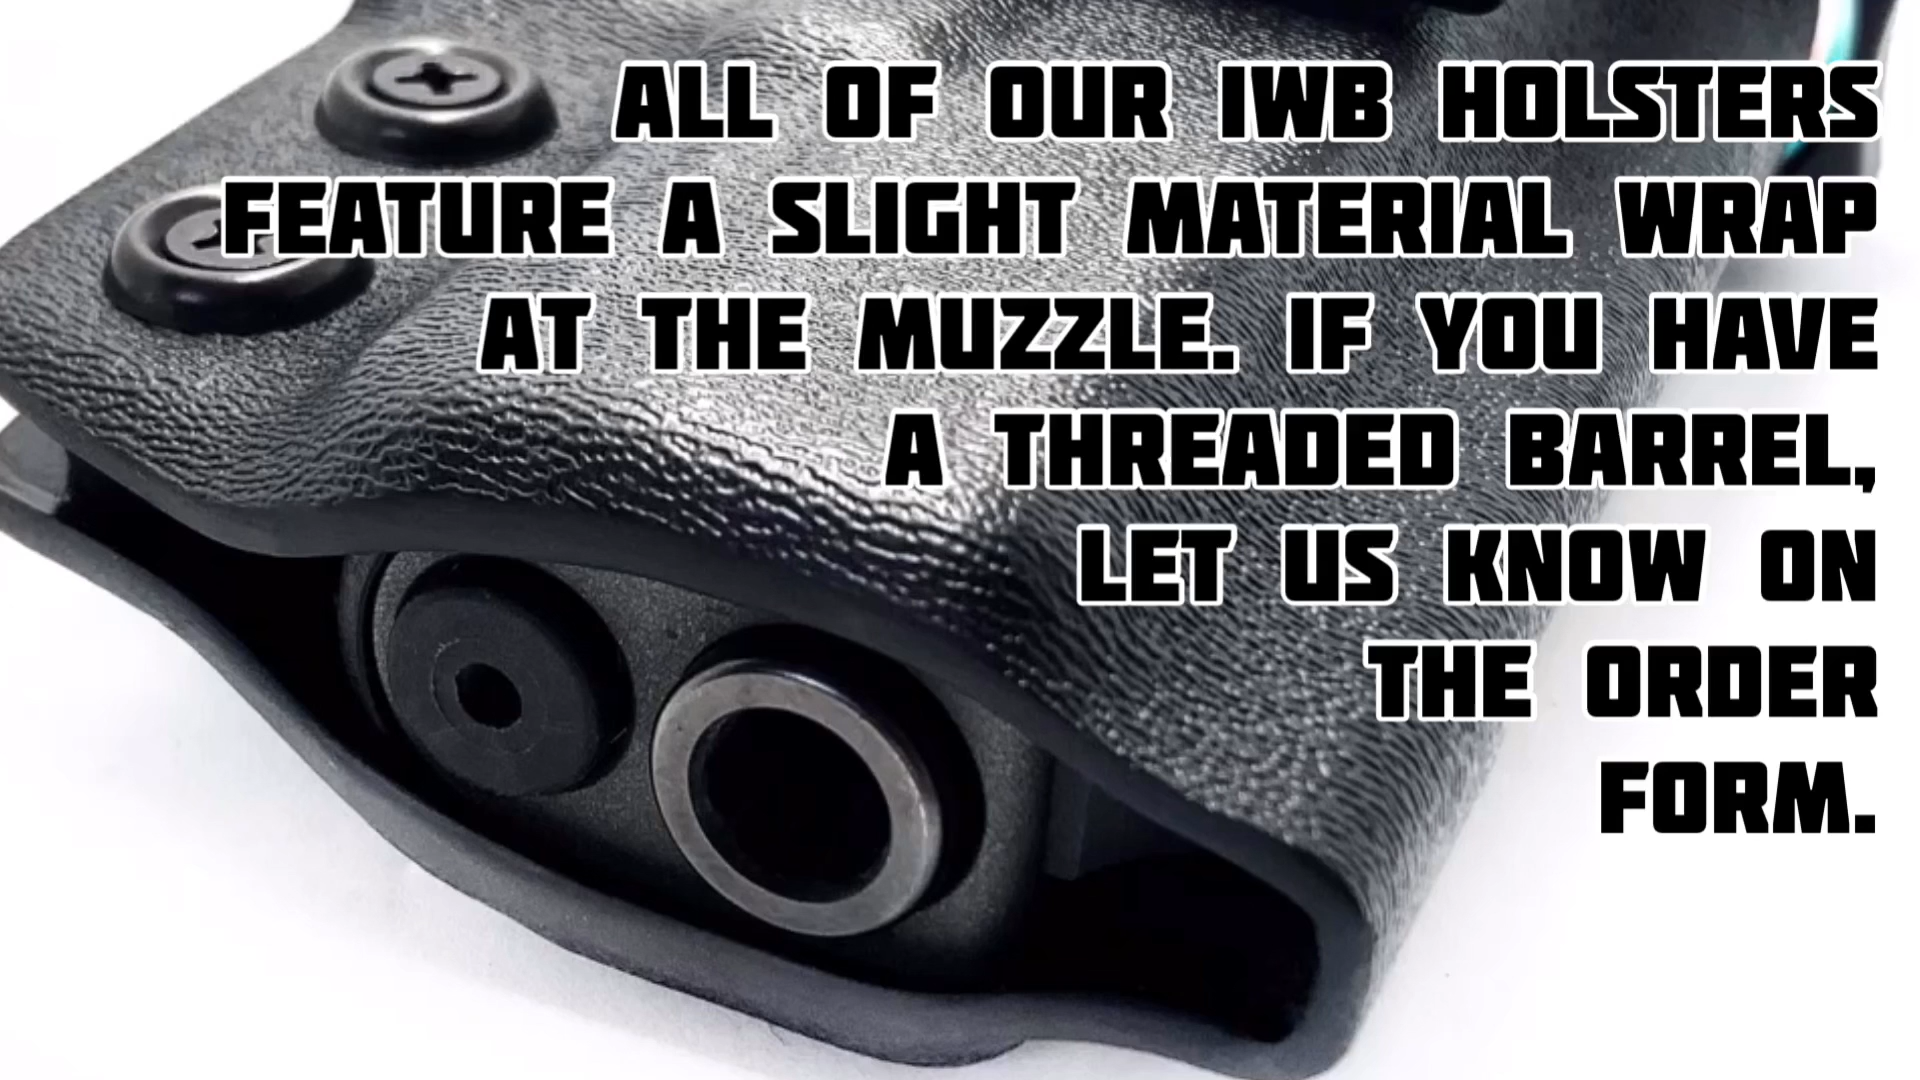 ALL OF OUR IWB HOLSTERS
FEATURE A SLIGHT MATERIAL WRAP
AT THE MUZZLE. IF YOU HAVE
A THREADED BARREL,
LET US KNOW ON
THE ORDER
FORM.